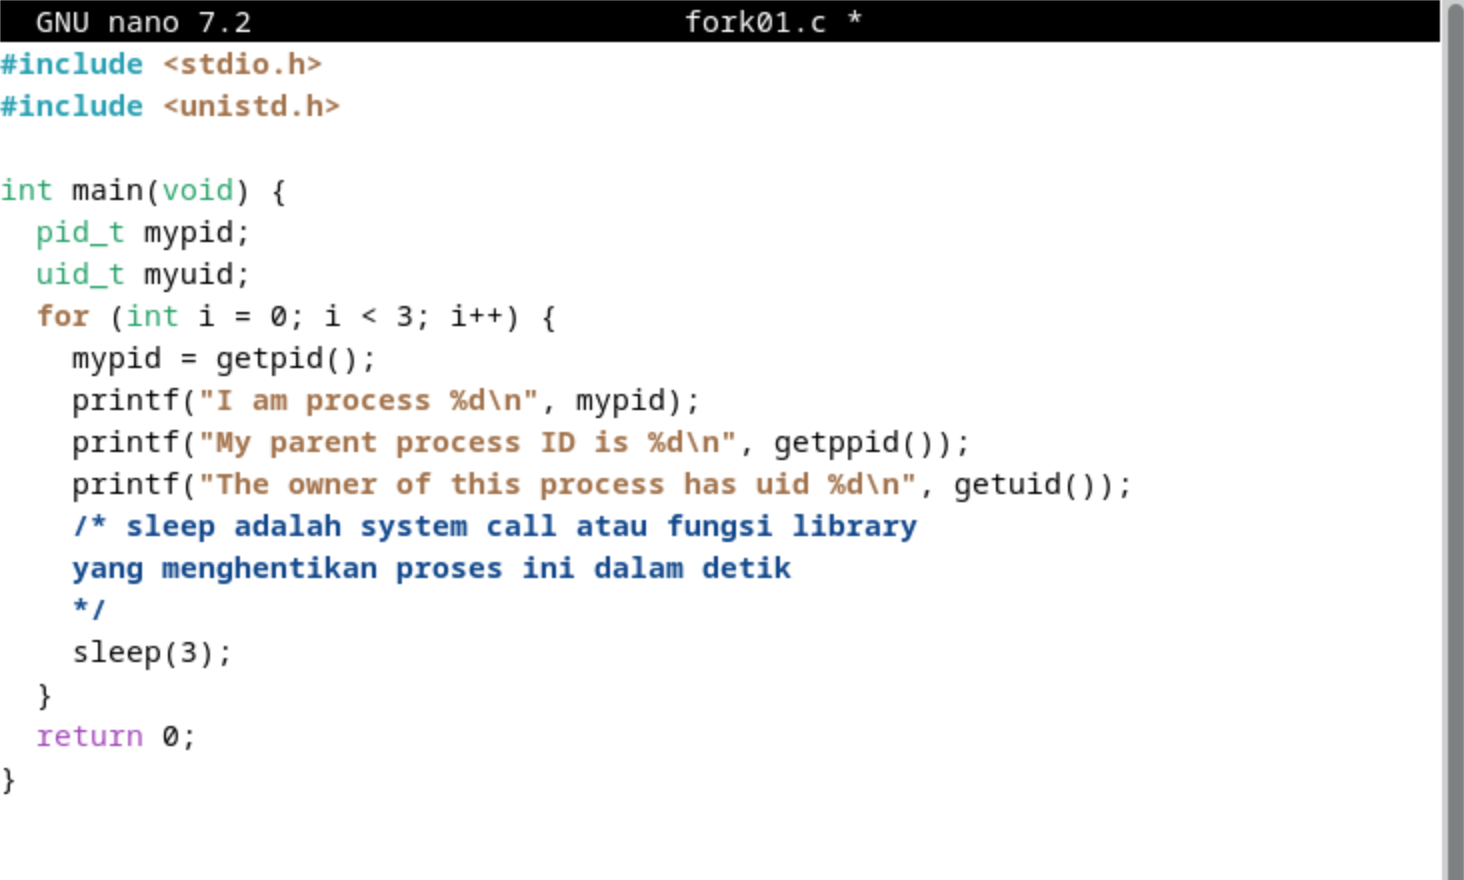 GNU nano 7.2 fork01.c *
#include <stdio.h>
#include <unistd.h>
int main(void) {
pid_t mypid;
uid_t myuid;
for (int i = 0; i < 3; i++) {
mypid = getpid();
printf("I am process %d\n", mypid);
printf("My parent process ID is %d\n", getppid());
printf("The owner of this process has uid %d\n", getuid());
/* sleep adalah system call atau fungsi library
yang menghentikan proses ini dalam detik
*/
sleep(3);
}
return 0;
}